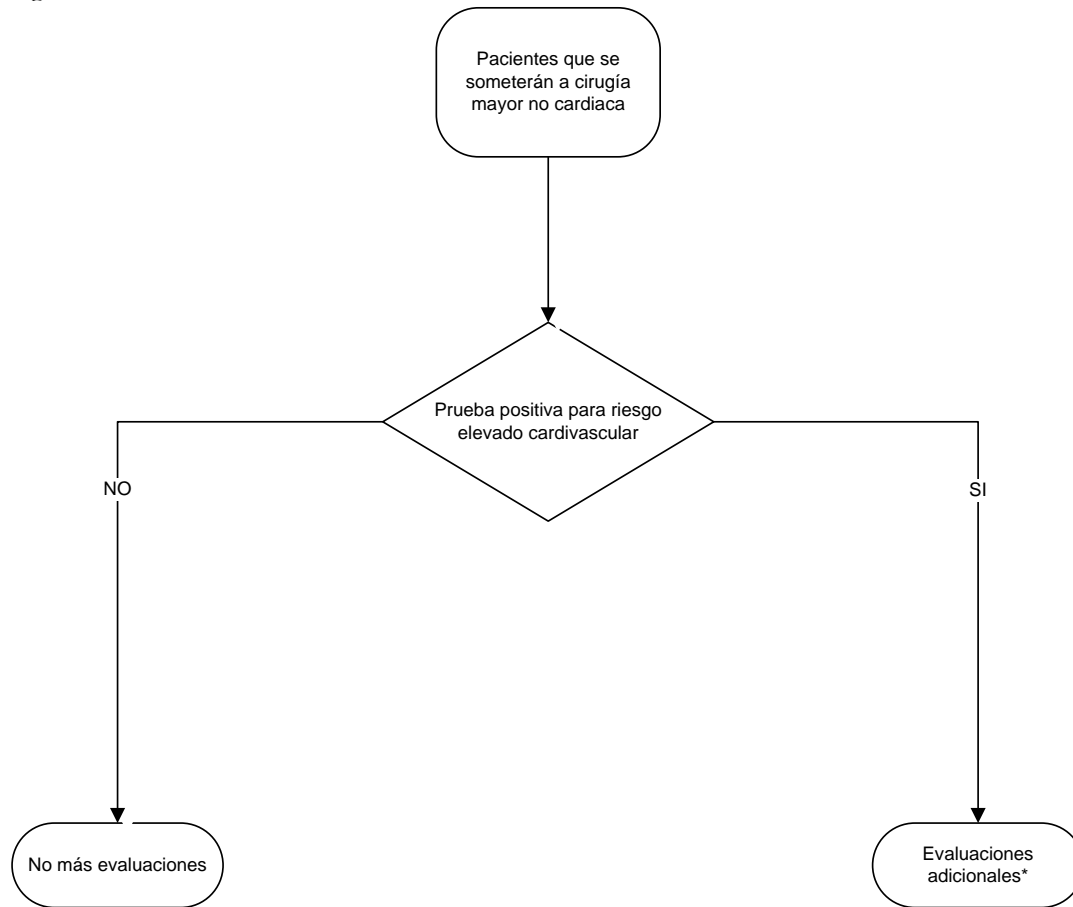 Pacientes que se
someterán a cirugía
mayor no cardiaca
Prueba positiva para riesgo
elevado cardivascular
NO
SI
No más evaluaciones
Evaluaciones
adicionales*